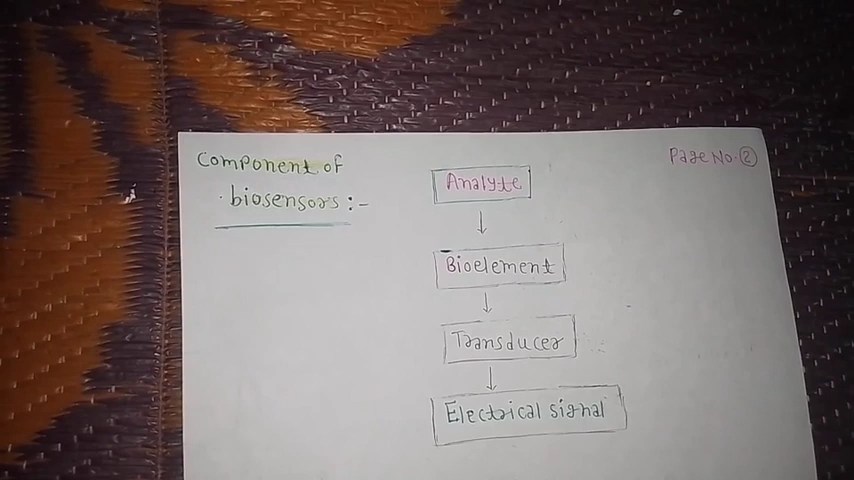 Component of
biosensors:-
Page No. 2
Analyte
Bioelement
Transducer
Electrical signal